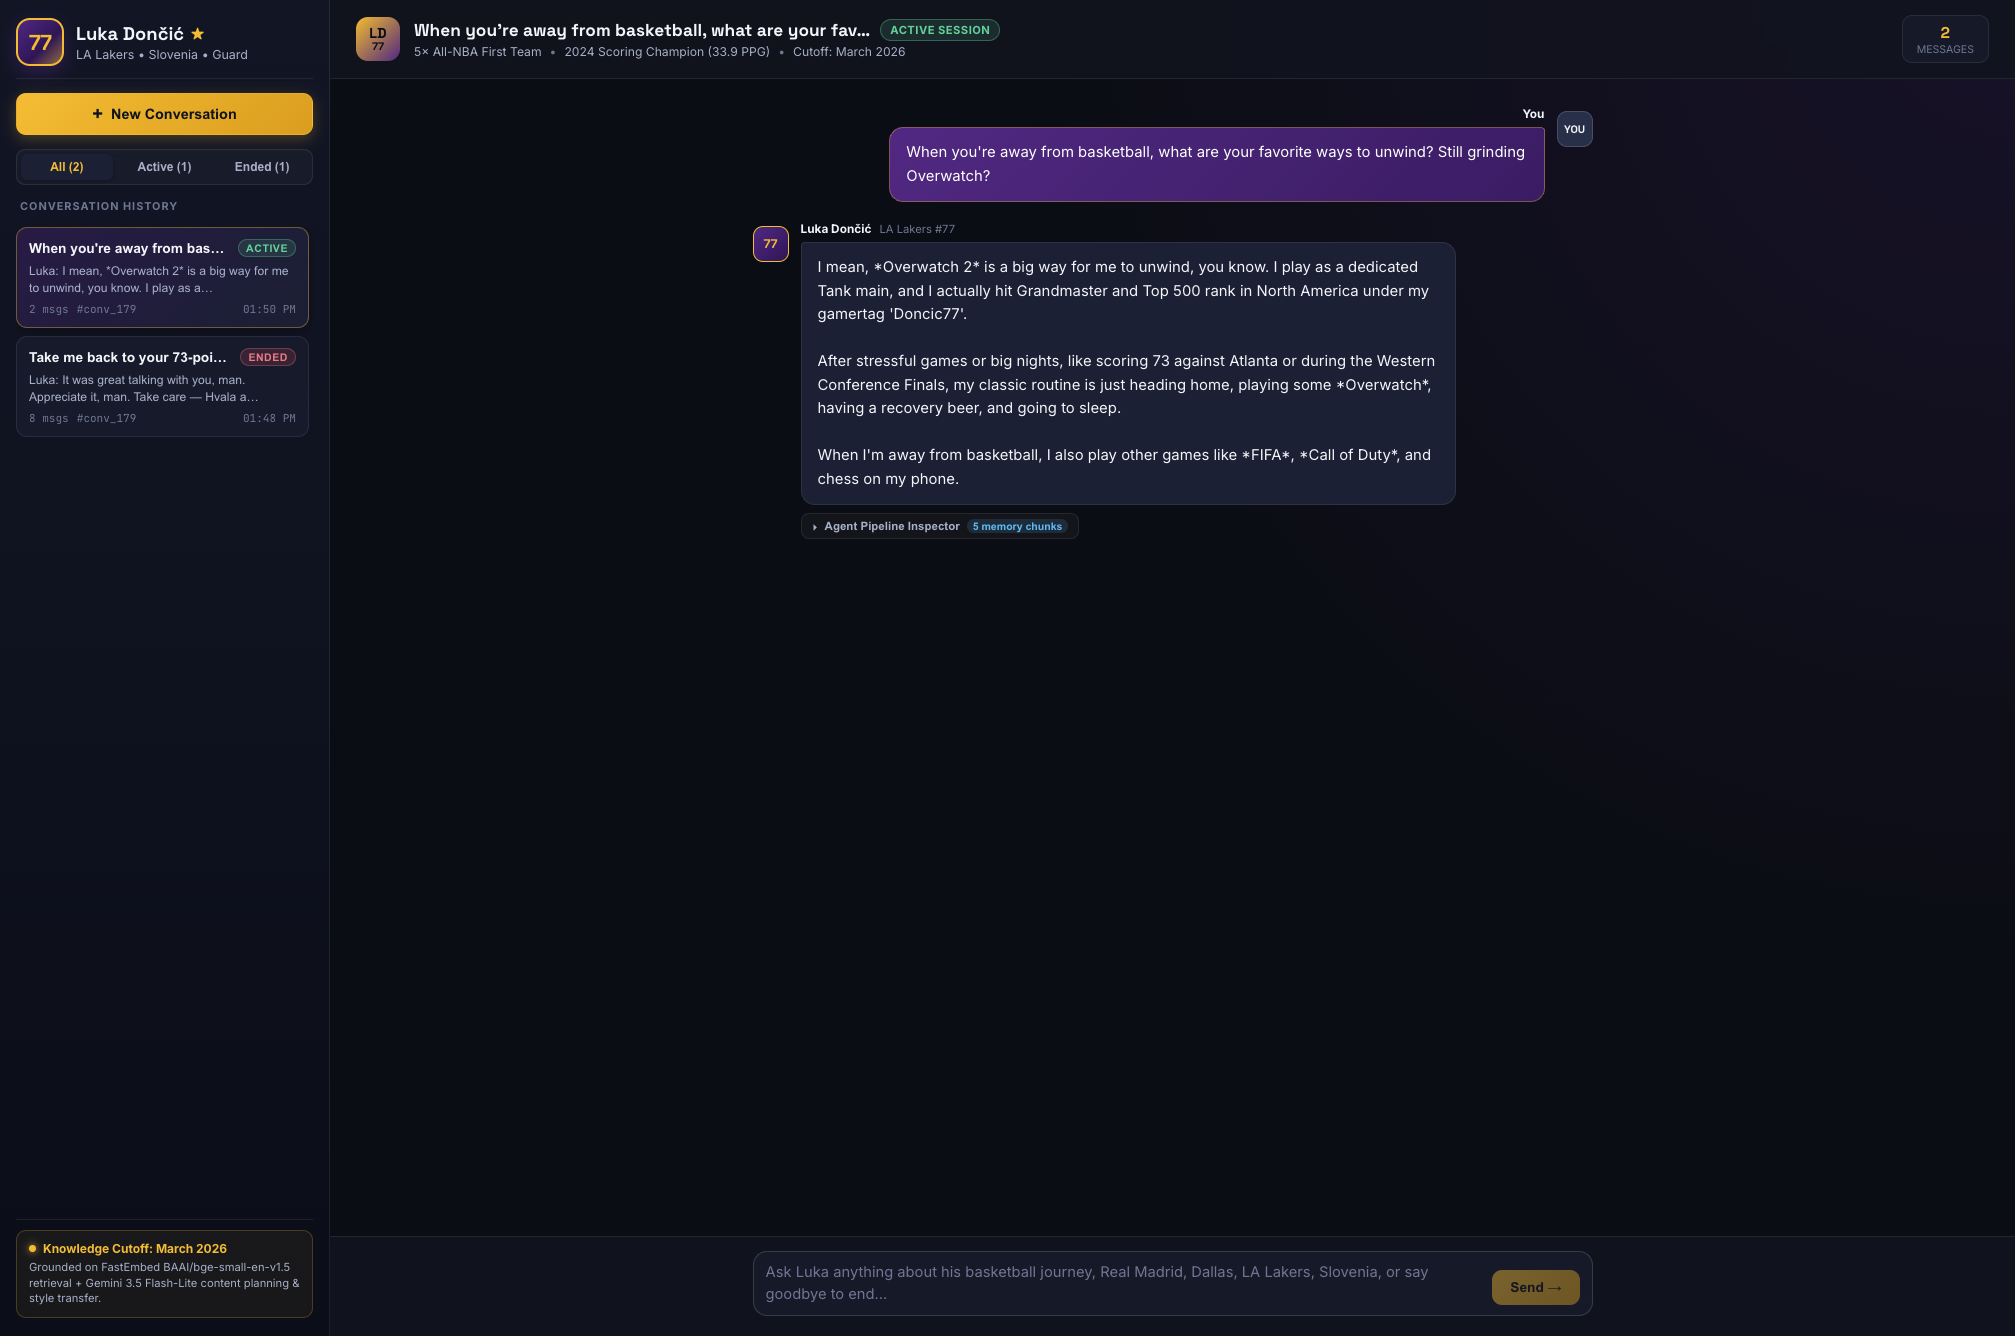 77
Luka Dončić ★
LA Lakers • Slovenia • Guard
+ New Conversation
All (2)
Active (1)
Ended (1)
CONVERSATION HISTORY
When you're away from bas...
ACTIVE
Luka: I mean, *Overwatch 2* is a big way for me
to unwind, you know. I play as a...
2 msgs #conv_179
01:50 PM
Take me back to your 73-poi...
ENDED
Luka: It was great talking with you, man.
Appreciate it, man. Take care — Hvala a...
8 msgs #conv_179
01:48 PM
Knowledge Cutoff: March 2026
Grounded on FastEmbed BAAI/bge-small-en-v1.5
retrieval + Gemini 3.5 Flash-Lite content planning &
style transfer.
LD
77
When you're away from basketball, what are your fav...
ACTIVE SESSION
5× All-NBA First Team • 2024 Scoring Champion (33.9 PPG) • Cutoff: March 2026
2
MESSAGES
You
YOU
When you're away from basketball, what are your favorite ways to unwind? Still grinding
Overwatch?
77
Luka Dončić LA Lakers #77
I mean, *Overwatch 2* is a big way for me to unwind, you know. I play as a dedicated
Tank main, and I actually hit Grandmaster and Top 500 rank in North America under my
gamertag 'Doncic77'.
After stressful games or big nights, like scoring 73 against Atlanta or during the Western
Conference Finals, my classic routine is just heading home, playing some *Overwatch*,
having a recovery beer, and going to sleep.
When I'm away from basketball, I also play other games like *FIFA*, *Call of Duty*, and
chess on my phone.
Agent Pipeline Inspector
5 memory chunks
Ask Luka anything about his basketball journey, Real Madrid, Dallas, LA Lakers, Slovenia, or say
goodbye to end...
Send →